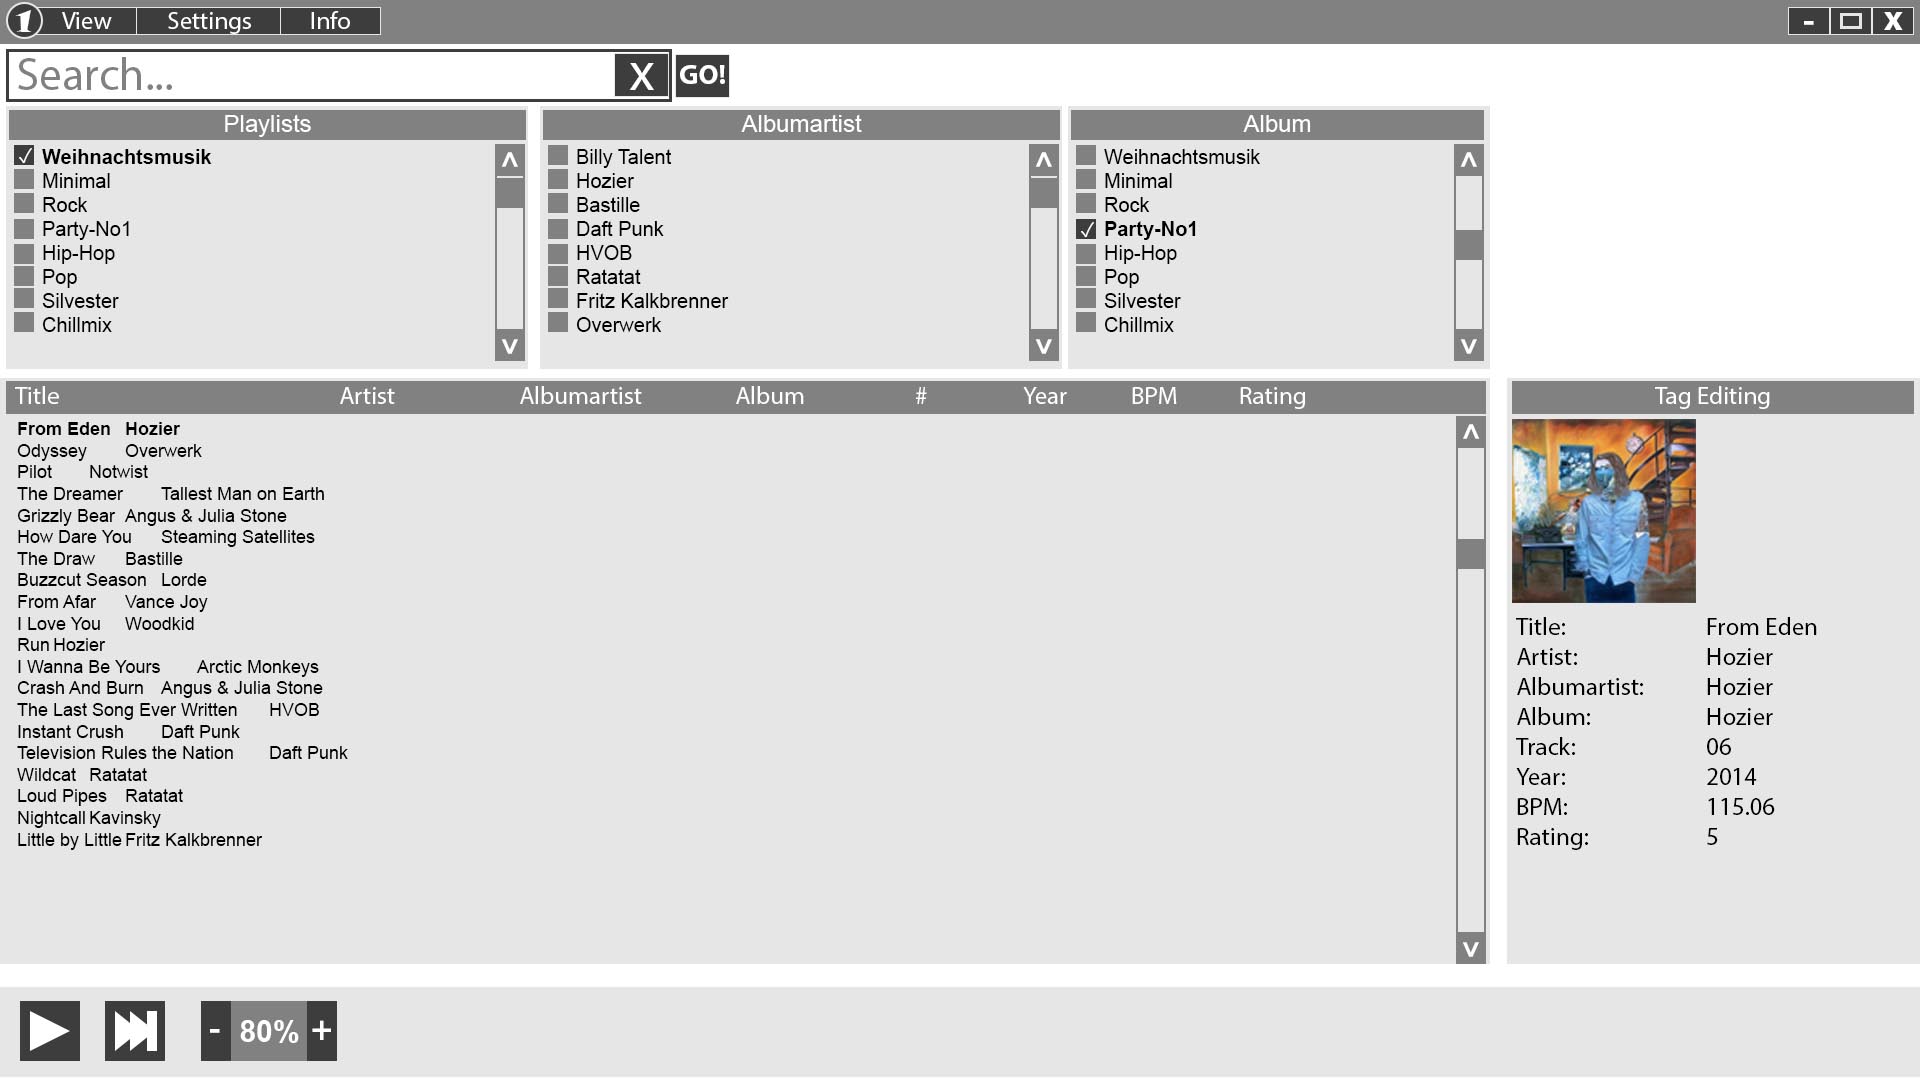 1 View Settings Info - X
Search... X GO!
Playlists
✓ Weihnachtsmusik
Minimal
Rock
Party-No1
Hip-Hop
Pop
Silvester
Chillmix
Albumartist
Billy Talent
Hozier
Bastille
Daft Punk
HVOB
Ratatat
Fritz Kalkbrenner
Overwerk
Album
Weihnachtsmusik
Minimal
Rock
✓ Party-No1
Hip-Hop
Pop
Silvester
Chillmix
Title Artist Albumartist Album # Year BPM Rating
From Eden Hozier
Odyssey Overwerk
Pilot Notwist
The Dreamer Tallest Man on Earth
Grizzly Bear Angus & Julia Stone
How Dare You Steaming Satellites
The Draw Bastille
Buzzcut Season Lorde
From Afar Vance Joy
I Love You Woodkid
Run Hozier
I Wanna Be Yours Arctic Monkeys
Crash And Burn Angus & Julia Stone
The Last Song Ever Written HVOB
Instant Crush Daft Punk
Television Rules the Nation Daft Punk
Wildcat Ratatat
Loud Pipes Ratatat
Nightcall Kavinsky
Little by Little Fritz Kalkbrenner
Tag Editing
Title: From Eden
Artist: Hozier
Albumartist: Hozier
Album: Hozier
Track: 06
Year: 2014
BPM: 115.06
Rating: 5
- 80% +